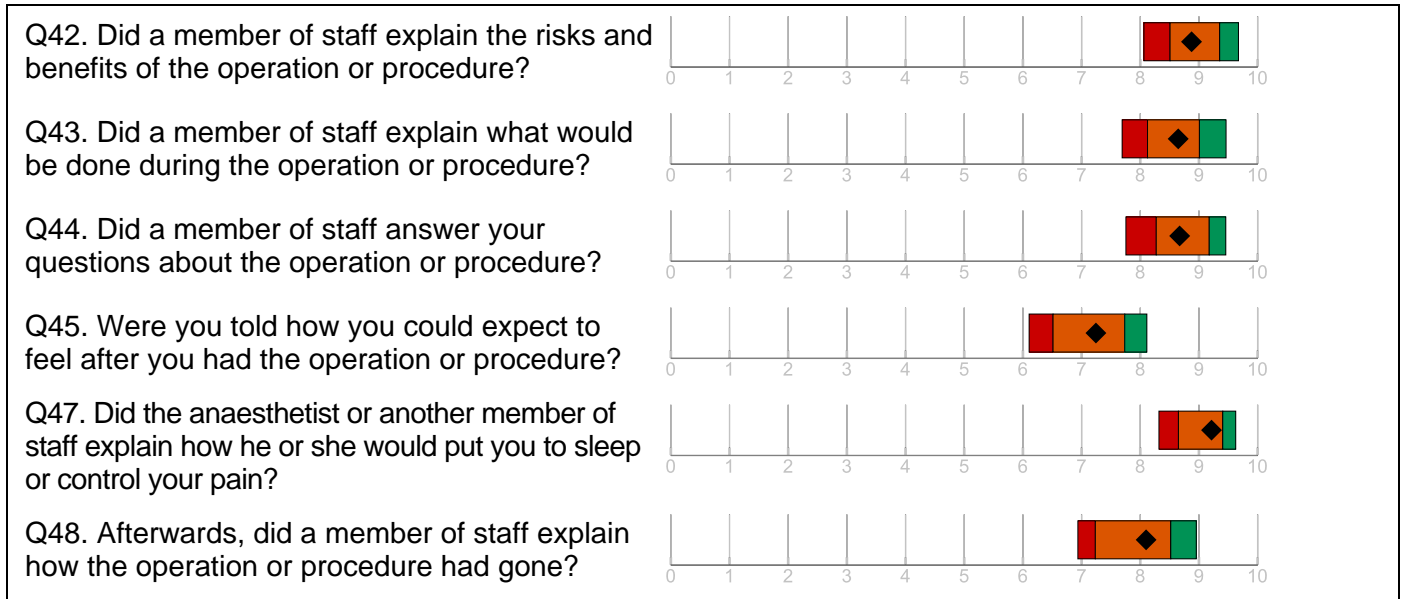 Q42. Did a member of staff explain the risks and
benefits of the operation or procedure?
0 1 2 3 4 5 6 7 8 9 10
Q43. Did a member of staff explain what would
be done during the operation or procedure?
0 1 2 3 4 5 6 7 8 9 10
Q44. Did a member of staff answer your
questions about the operation or procedure?
0 1 2 3 4 5 6 7 8 9 10
Q45. Were you told how you could expect to
feel after you had the operation or procedure?
0 1 2 3 4 5 6 7 8 9 10
Q47. Did the anaesthetist or another member of
staff explain how he or she would put you to sleep
or control your pain?
0 1 2 3 4 5 6 7 8 9 10
Q48. Afterwards, did a member of staff explain
how the operation or procedure had gone?
0 1 2 3 4 5 6 7 8 9 10